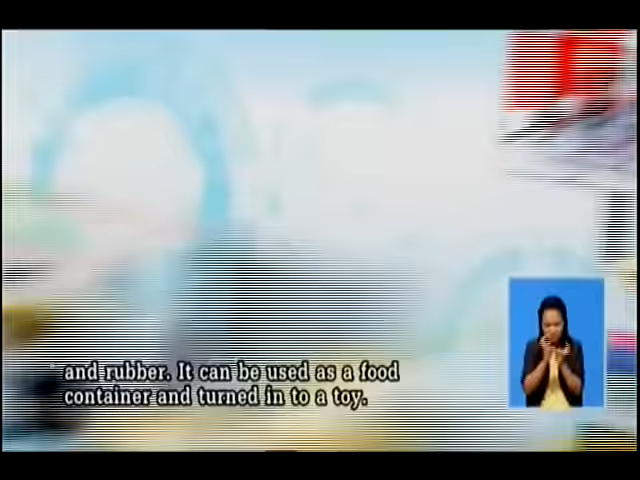 and rubber. It can be used as a food
container and turned in to a toy.